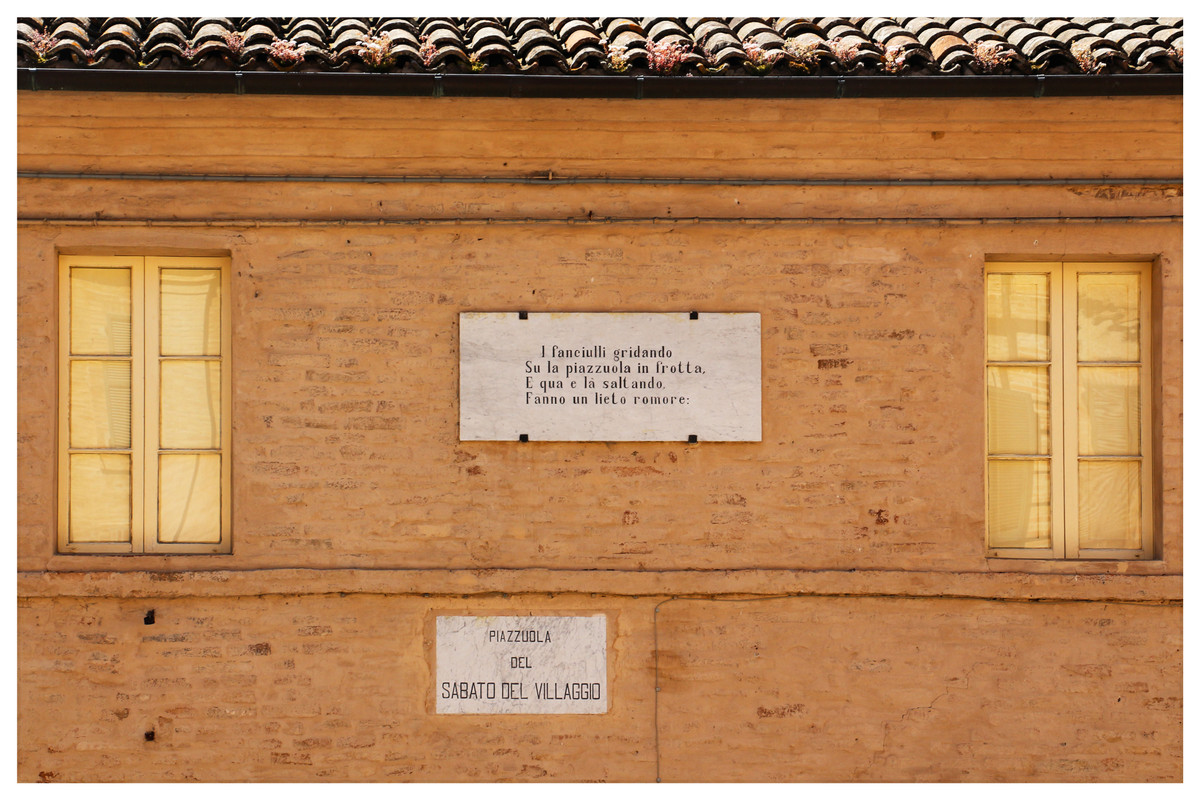 I fanciulli gridando
Su la piazzuola in frotta,
E qua e là saltando,
Fanno un lieto romore:
PIAZZUOLA
DEL
SABATO DEL VILLAGGIO